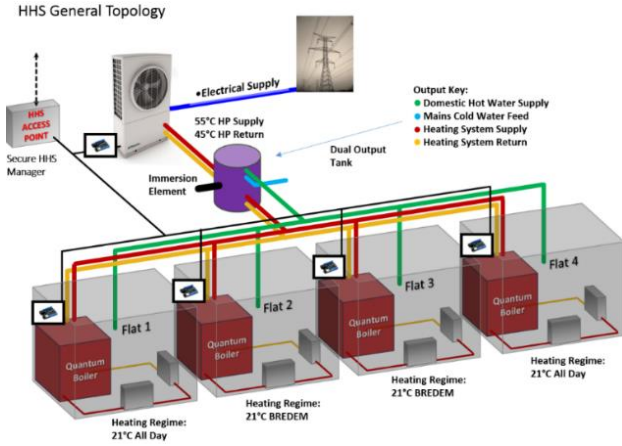 HHS General Topology
•Electrical Supply
HHS
ACCESS
POINT
Secure HHS
Manager
55°C HP Supply
45°C HP Return
Immersion
Element
Dual Output
Tank
Output Key:
Domestic Hot Water Supply
Mains Cold Water Feed
Heating System Supply
Heating System Return
Flat 1
Flat 2
Flat 3
Flat 4
Quantum
Boiler
Quantum
Boiler
Quantum
Boiler
Quantum
Boiler
Heating Regime:
21°C All Day
Heating Regime:
21°C BREDEM
Heating Regime:
21°C BREDEM
Heating Regime:
21°C All Day